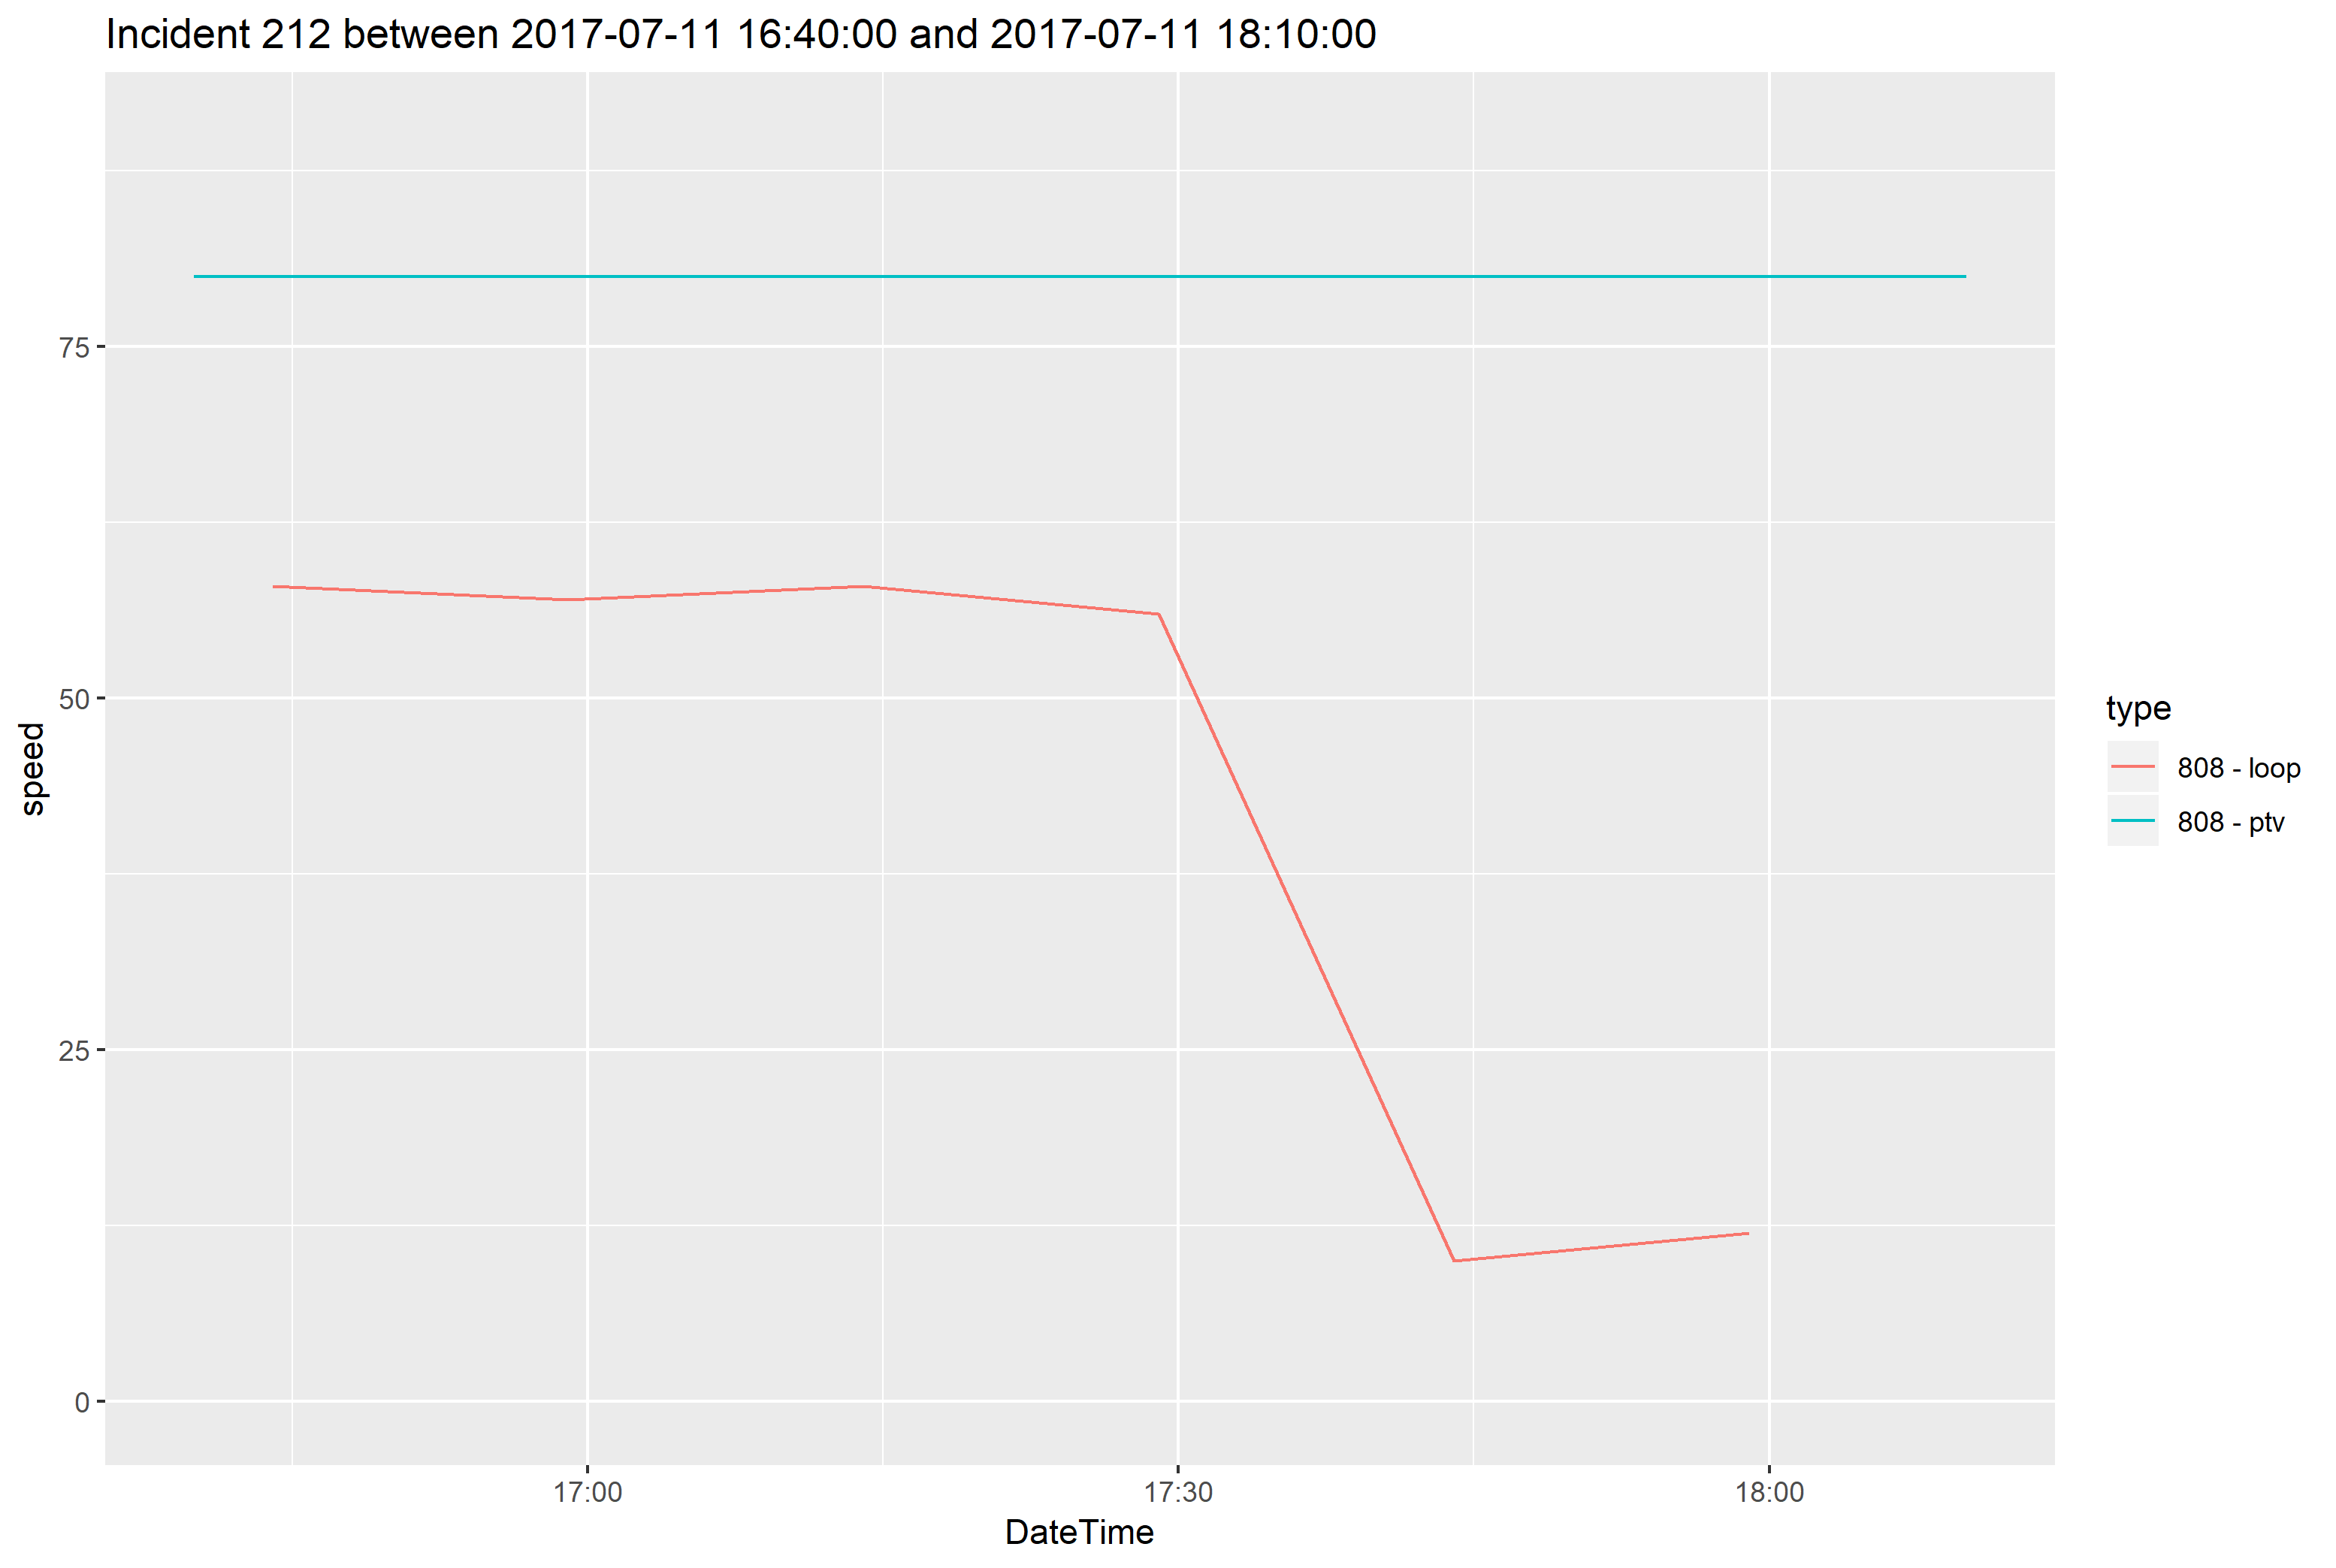 Incident 212 between 2017-07-11 16:40:00 and 2017-07-11 18:10:00
75
50
25
0
speed
17:00
17:30
18:00
DateTime
type
808 - loop
808 - ptv